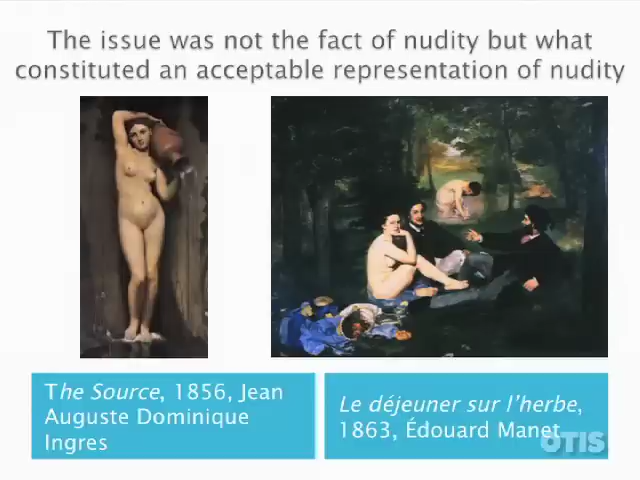 The issue was not the fact of nudity but what
constituted an acceptable representation of nudity
The Source, 1856, Jean
Auguste Dominique
Ingres
Le déjeuner sur l'herbe,
1863, Édouard Manet
OTIS